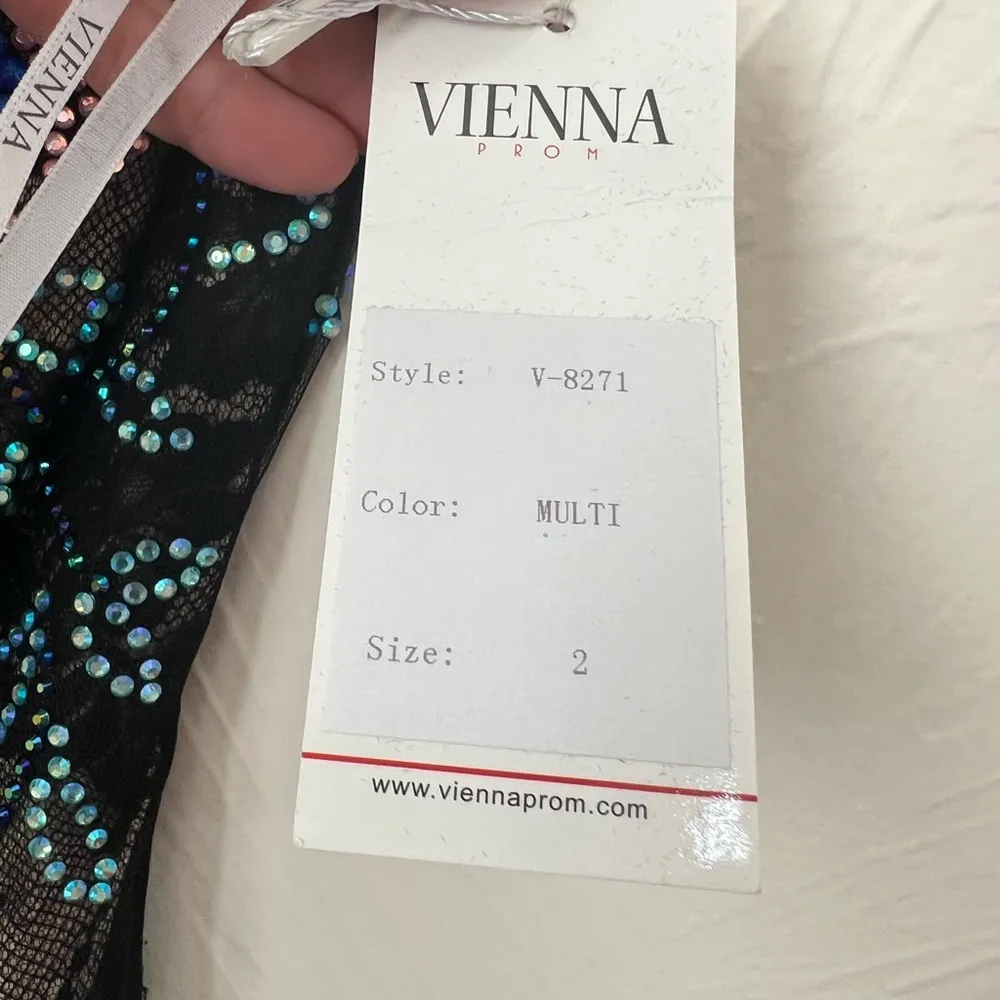 VIENNA
VIENNA
PROM
Style: V-8271
Color: MULTI
Size: 2
www.viennaprom.com